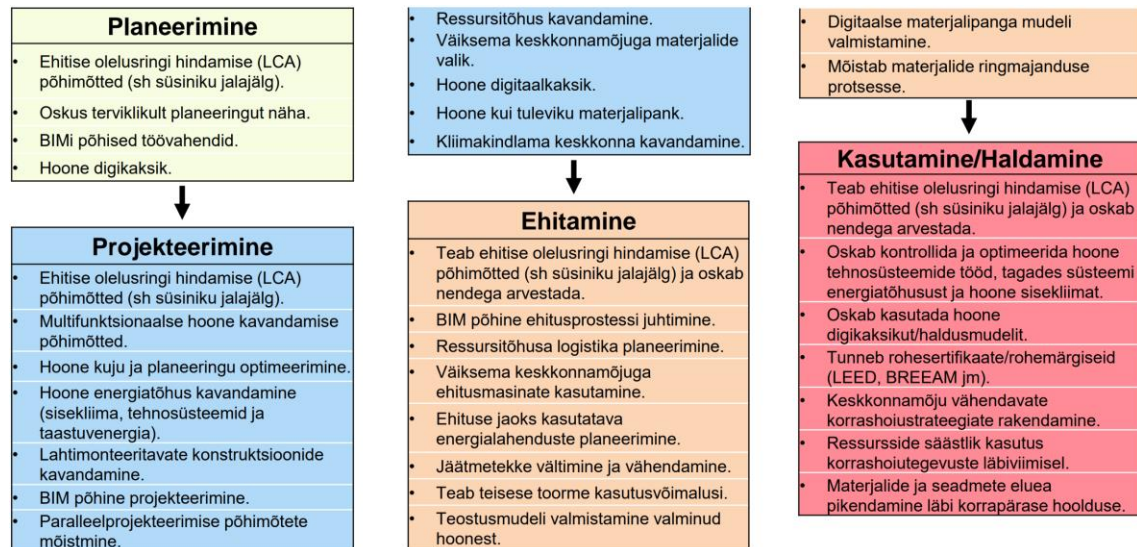 Planeerimine
• Ehitise olelusringi hindamise (LCA)
põhimõtted (sh süsiniku jalajälg).
• Oskus terviklikult planeeringut näha.
• BIMi põhised töövahendid.
• Hoone digikaksik.
Projekteerimine
• Ehitise olelusringi hindamise (LCA)
põhimõtted (sh süsiniku jalajälg).
• Multifunktsionaalse hoone kavandamise
põhimõtted.
• Hoone kuju ja planeeringu optimeerimine.
• Hoone energiatõhus kavandamine
(sisekliima, tehnosüsteemid ja
taastuvenergia).
• Lahtimonteeritavate konstruktsioonide
kavandamine.
• BIM põhine projekteerimine.
• Paralleelprojekteerimise põhimõtete
mõistmine.
• Ressursitõhus kavandamine.
• Väiksema keskkonnamõjuga materjalide
valik.
• Hoone digitaalkaksik.
• Hoone kui tuleviku materjalipank.
• Kliimakindlama keskkonna kavandamine.
Ehitamine
• Teab ehitise olelusringi hindamise (LCA)
põhimõtted (sh süsiniku jalajälg) ja oskab
nendega arvestada.
• BIM põhine ehitusprostessi juhtimine.
• Ressursitõhusa logistika planeerimine.
• Väiksema keskkonnamõjuga
ehitusmasinate kasutamine.
• Ehituse jaoks kasutatava
energialahenduste planeerimine.
• Jäätmetekke vältimine ja vähendamine.
• Teab teisese toorme kasutusvõimalusi.
• Teostusmudeli valmistamine valminud
hoonest.
• Digitaalse materjalipanga mudeli
valmistamine.
• Mõistab materjalide ringmajanduse
protsesse.
Kasutamine/Haldamine
• Teab ehitise olelusringi hindamise (LCA)
põhimõtted (sh süsiniku jalajälg) ja oskab
nendega arvestada.
• Oskab kontrollida ja optimeerida hoone
tehnosüsteemide tööd, tagades süsteemi
energiatõhusust ja hoone sisekliimat.
• Oskab kasutada hoone
digikaksikut/haldusmudelit.
• Tunneb rohesertifikaate/rohemärgiseid
(LEED, BREEAM jm).
• Keskkonnamõju vähendavate
korrashoiustrateegiate rakendamine.
• Ressursside säästlik kasutus
korrashoiutegevuste läbiviimisel.
• Materjalide ja seadmete eluea
pikendamine läbi korrapärase hoolduse.